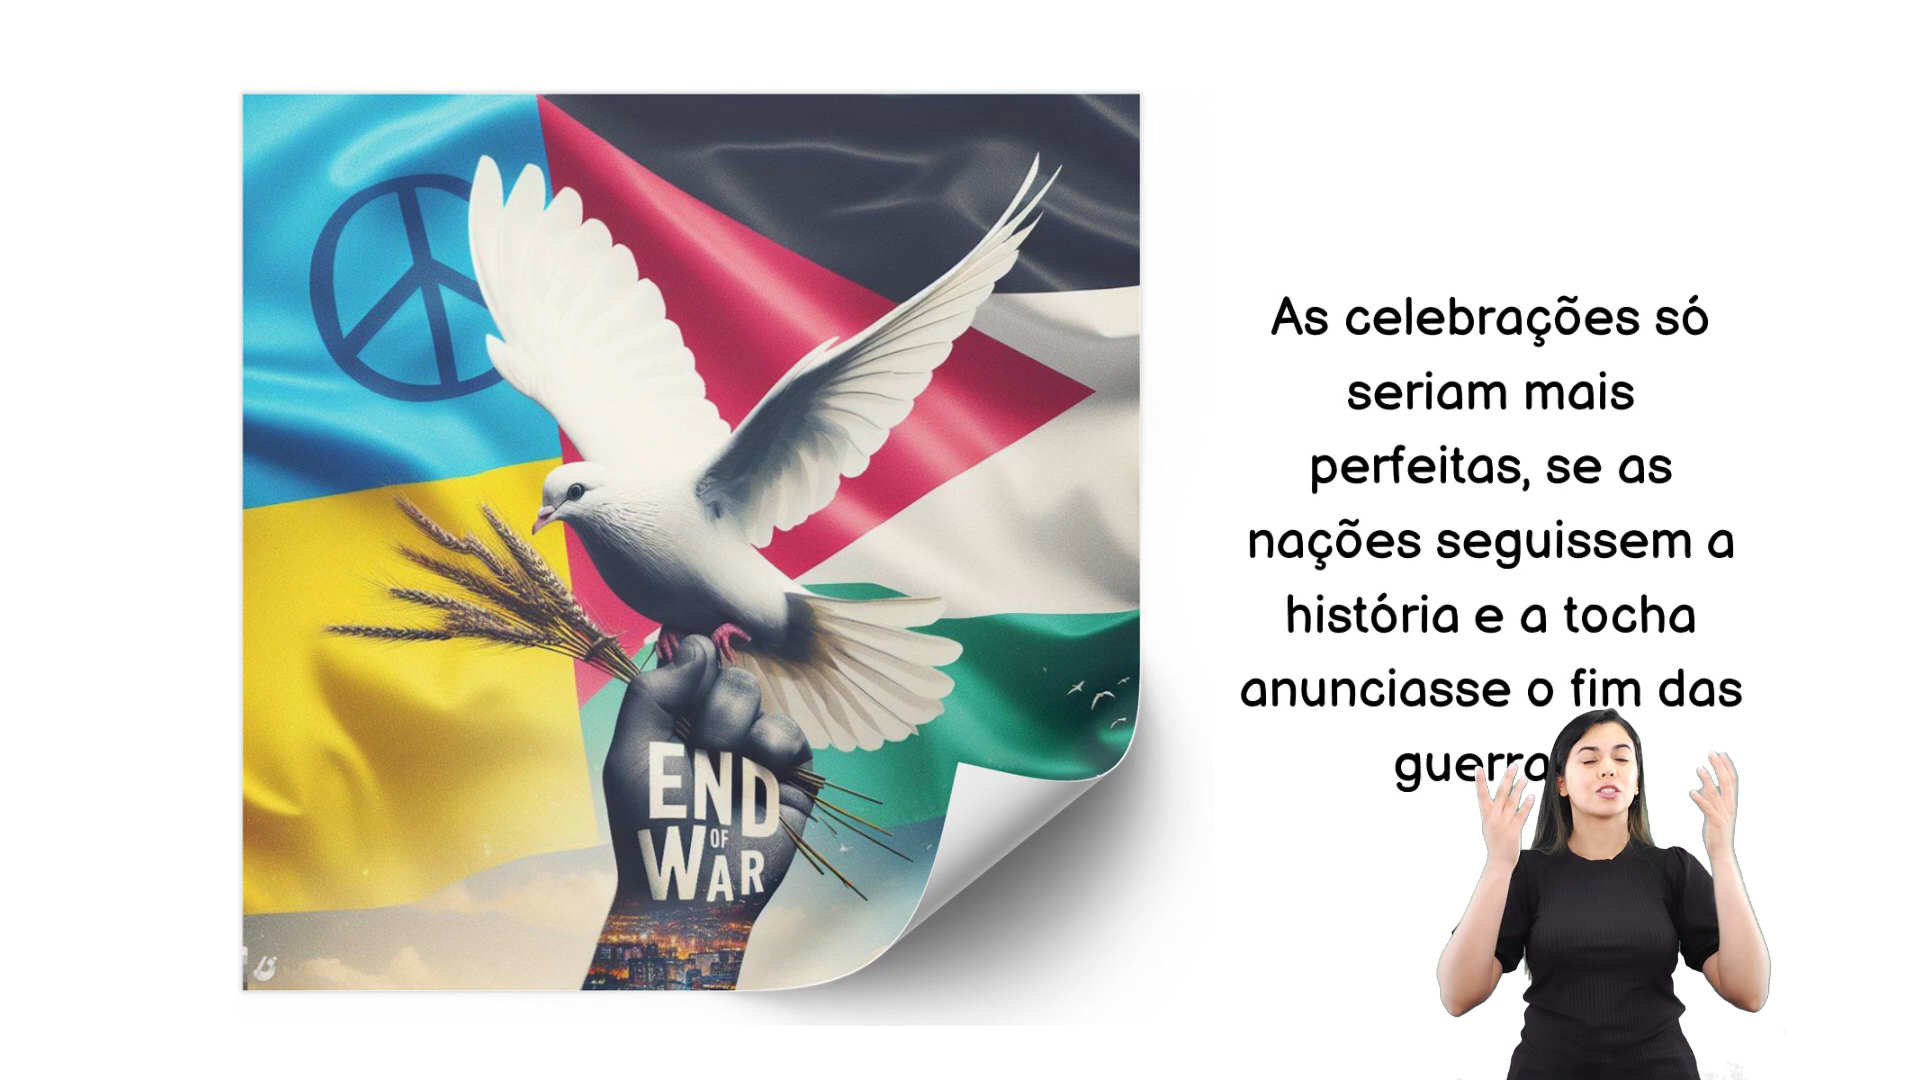 END
OF
WAR
As celebrações só
seriam mais
perfeitas, se as
nações seguissem a
história e a tocha
anunciasse o fim das